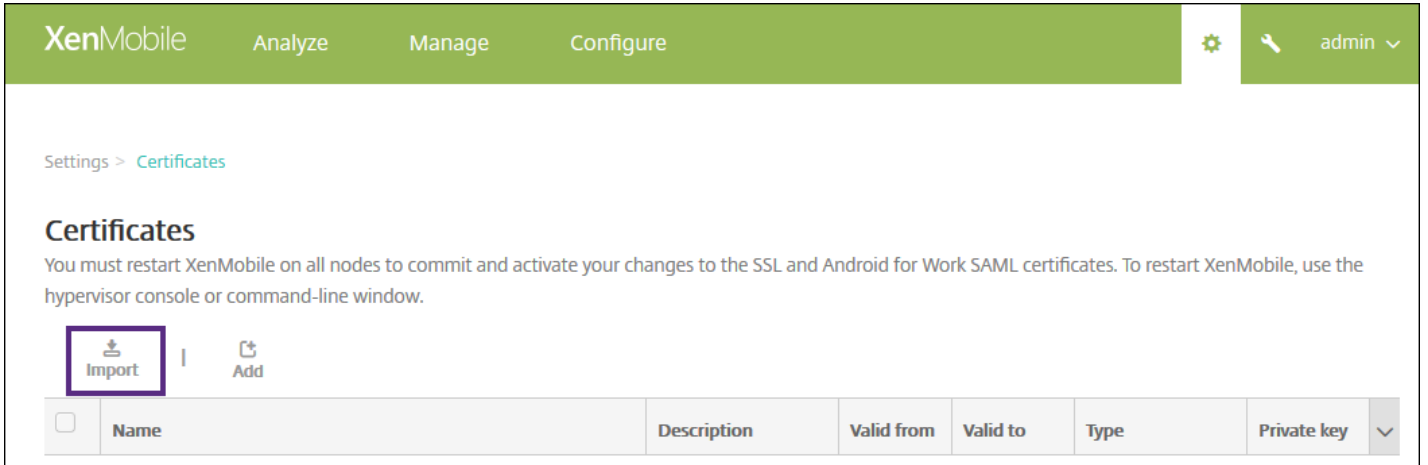 XenMobile Analyze Manage Configure admin
Settings > Certificates
Certificates
You must restart XenMobile on all nodes to commit and activate your changes to the SSL and Android for Work SAML certificates. To restart XenMobile, use the
hypervisor console or command-line window.
Import | Add
Name Description Valid from Valid to Type Private key